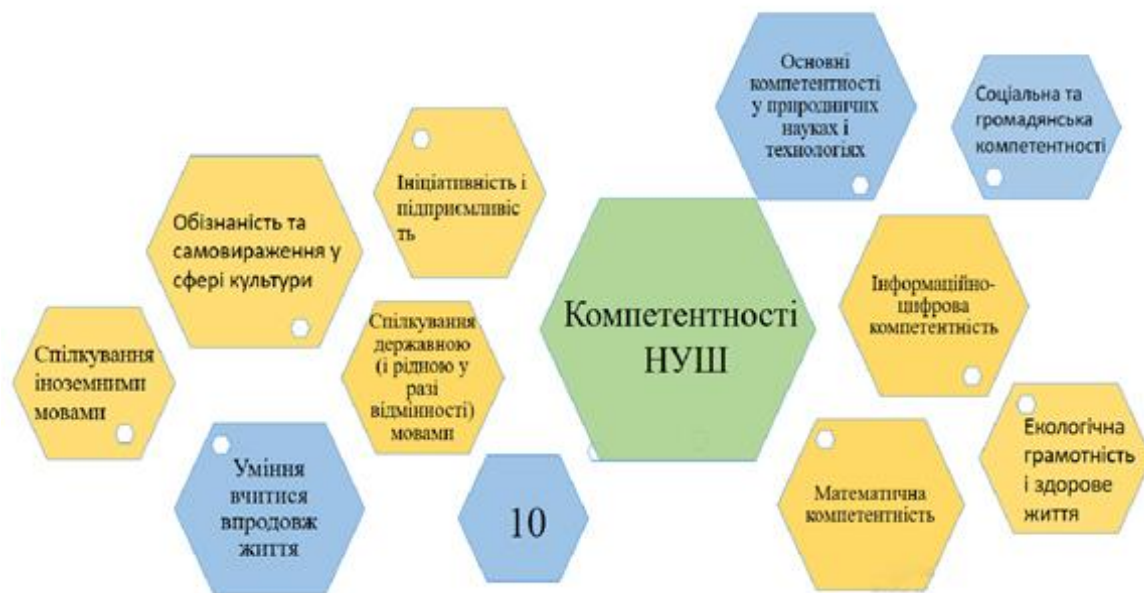 Основні
компетентності
у природничих
науках і
технологіях
Соціальна та
громадянська
компетентності
Ініціативність і
підприємливіс
ть
Обізнаність та
самовираження у
сфері культури
Компетентності
НУШ
Інформаційно-
цифрова
компетентність
Спілкування
іноземними
мовами
Спілкування
державною
(і рідною у
разі
відмінності)
мовами
Екологічна
грамотність
і здорове
життя
Уміння
вчитися
впродовж
життя
10
Математична
компетентність